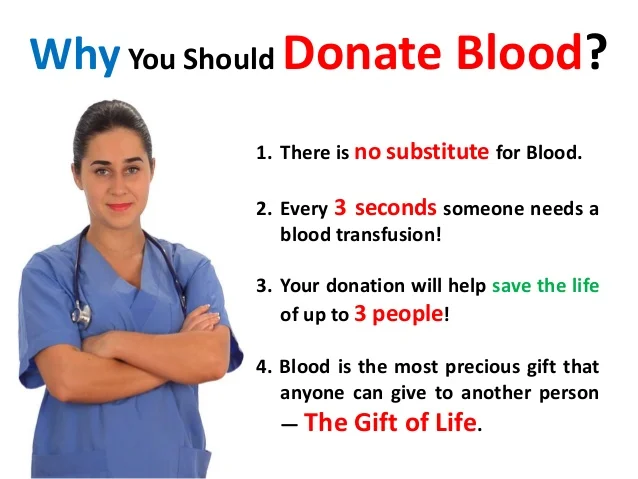 Why You Should Donate Blood?
1. There is no substitute for Blood.
2. Every 3 seconds someone needs a
blood transfusion!
3. Your donation will help save the life
of up to 3 people!
4. Blood is the most precious gift that
anyone can give to another person
— The Gift of Life.